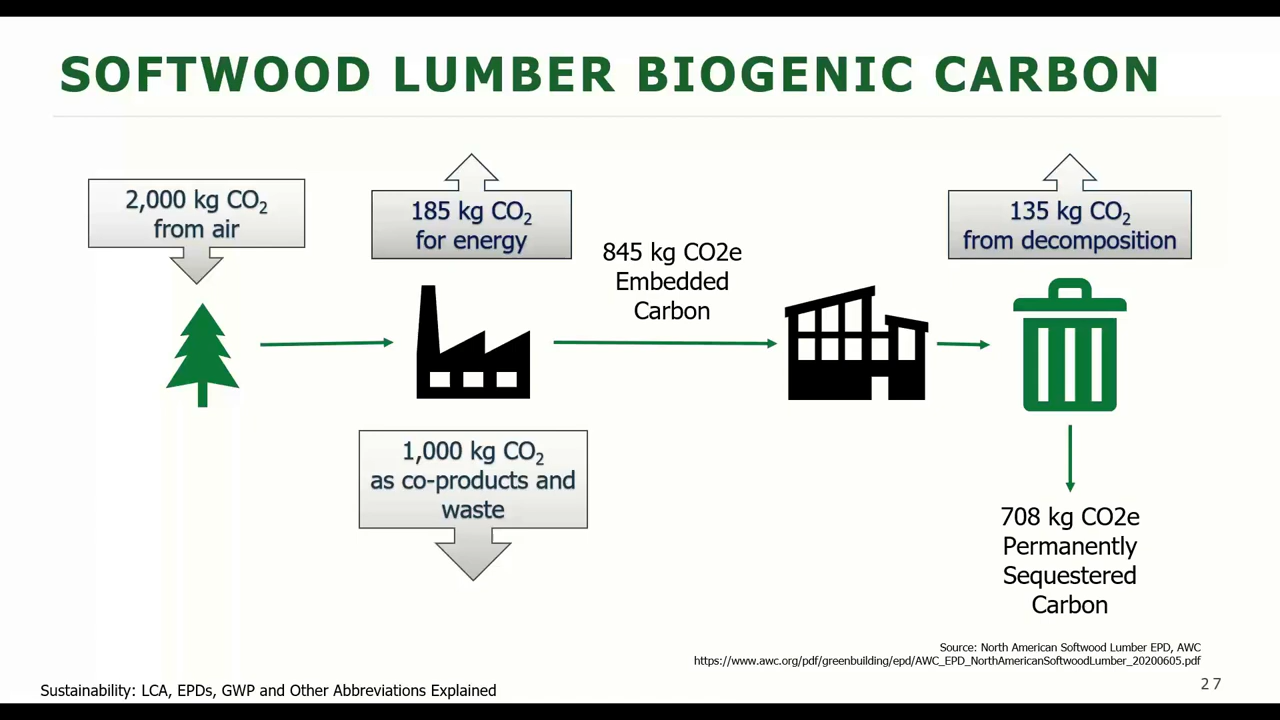 SOFTWOOD LUMBER BIOGENIC CARBON
2,000 kg CO₂
from air
185 kg CO₂
for energy
845 kg CO2e
Embedded
Carbon
135 kg CO₂
from decomposition
1,000 kg CO₂
as co-products and
waste
708 kg CO2e
Permanently
Sequestered
Carbon
Source: North American Softwood Lumber EPD, AWC
https://www.awc.org/pdf/greenbuilding/epd/AWC_EPD_NorthAmericanSoftwoodLumber_20200605.pdf
Sustainability: LCA, EPDs, GWP and Other Abbreviations Explained
27